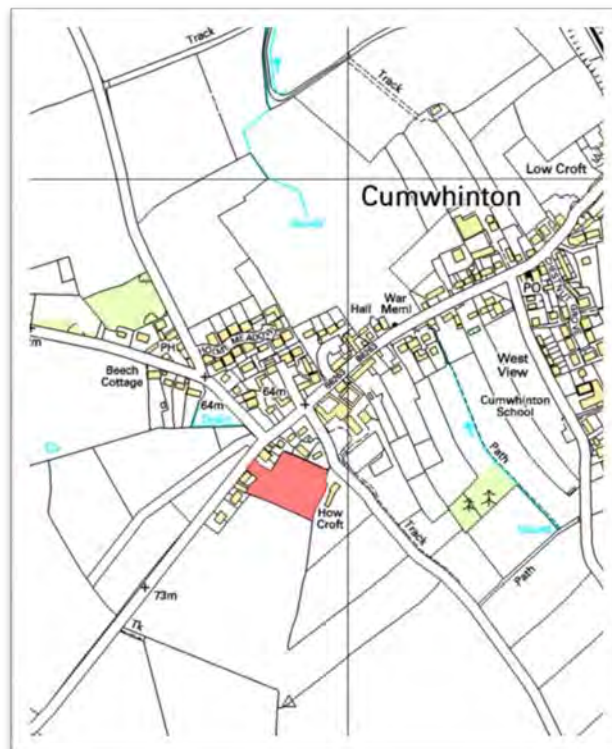 Track
Track
Low Croft
Cumwhinton
War
Hall Meml
PO
PH
Beech
Cottage
64m
64m
Drain
West
View
Cumwhinton
School
Path
How
Croft
Track
Path
73m
Tk